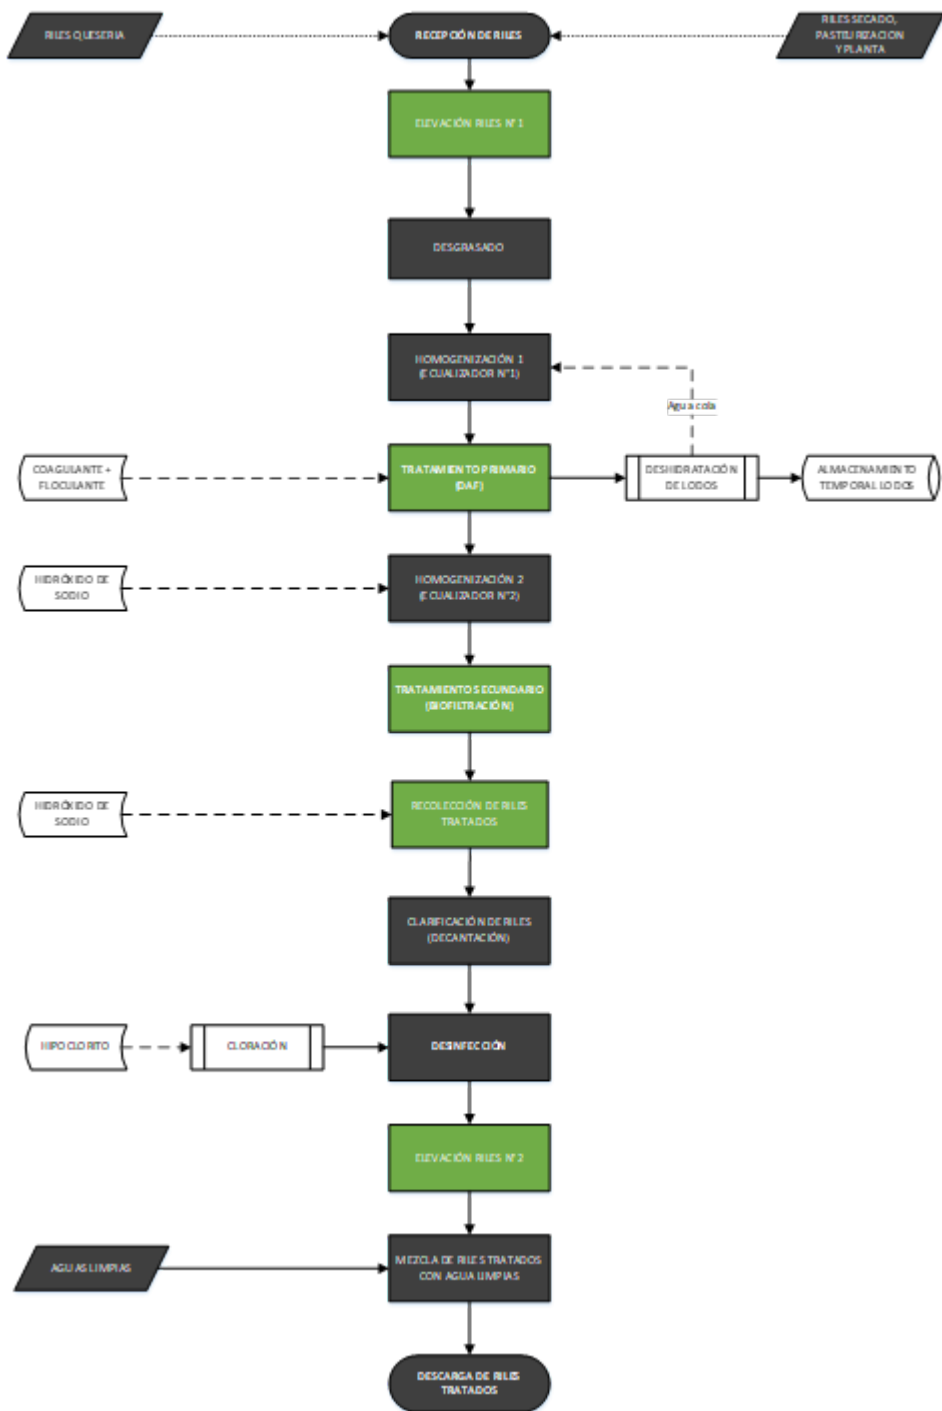 RILES QUESERIA
RECEPCIÓN DE RILES
RILES SECADO,
PASTEURIZACION
Y PLANTA
ELEVACIÓN RILES N°1
DESGRASADO
HOMOGENIZACIÓN 1
(ECUALIZADOR N°1)
Agua cola
COAGULANTE +
FLOCULANTE
TRATAMIENTO PRIMARIO
(DAF)
DESHIDRATACIÓN
DE LODOS
ALMACENAMIENTO
TEMPORAL LODOS
HIDRÓXIDO DE
SODIO
HOMOGENIZACIÓN 2
(ECUALIZADOR N°2)
TRATAMIENTO SECUNDARIO
(BIOFILTRACIÓN)
HIDRÓXIDO DE
SODIO
RECOLECCIÓN DE RILES
TRATADOS
CLARIFICACIÓN DE RILES
(DECANTACIÓN)
HIPOCLORITO
CLORACIÓN
DESINFECCIÓN
ELEVACIÓN RILES N°2
AGUAS LIMPIAS
MEZCLA DE RILES TRATADOS
CON AGUA LIMPIAS
DESCARGA DE RILES
TRATADOS